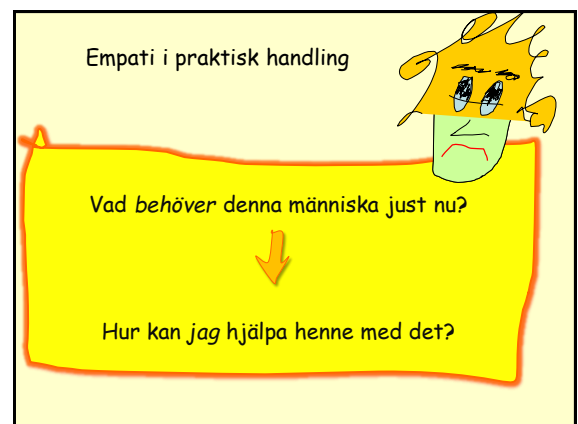 Empati i praktisk handling
Vad behöver denna människa just nu?
Hur kan jag hjälpa henne med det?